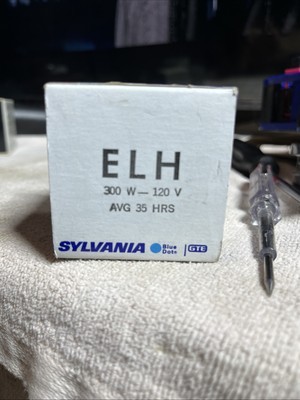 ELH
300 W — 120 V
AVG 35 HRS
SYLVANIA Blue Dots GTE